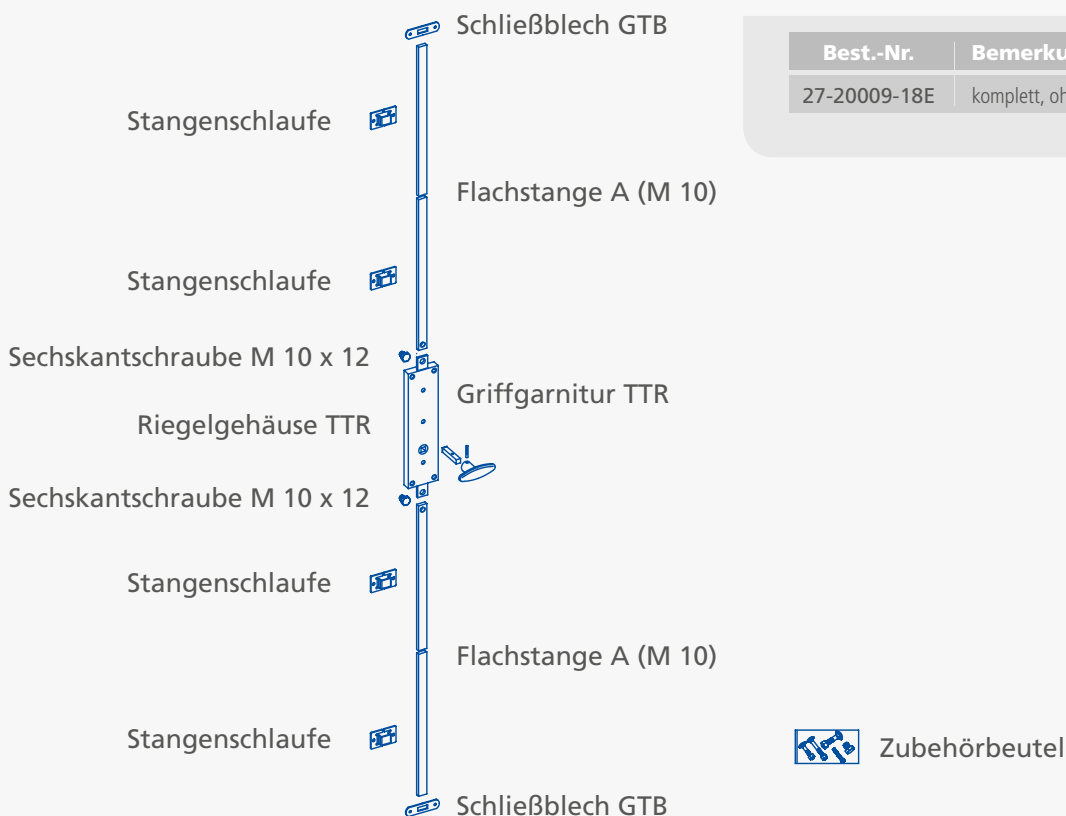 Schließblech GTB
Best.-Nr. Bemerku
27-20009-18E komplett, oh
Stangenschlaufe
Flachstange A (M 10)
Stangenschlaufe
Sechskantschraube M 10 x 12
Griffgarnitur TTR
Riegelgehäuse TTR
Sechskantschraube M 10 x 12
Stangenschlaufe
Flachstange A (M 10)
Stangenschlaufe
Zubehörbeutel
Schließblech GTB